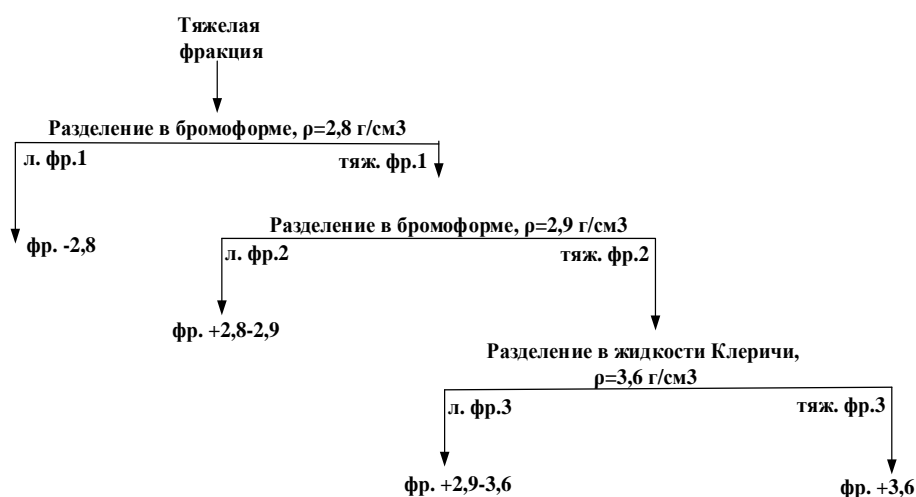 Тяжелая
фракция
Разделение в бромоформе, ρ=2,8 г/см3
л. фр.1
тяж. фр.1
фр. -2,8
Разделение в бромоформе, ρ=2,9 г/см3
л. фр.2
тяж. фр.2
фр. +2,8-2,9
Разделение в жидкости Клеричи,
ρ=3,6 г/см3
л. фр.3
тяж. фр.3
фр. +2,9-3,6
фр. +3,6